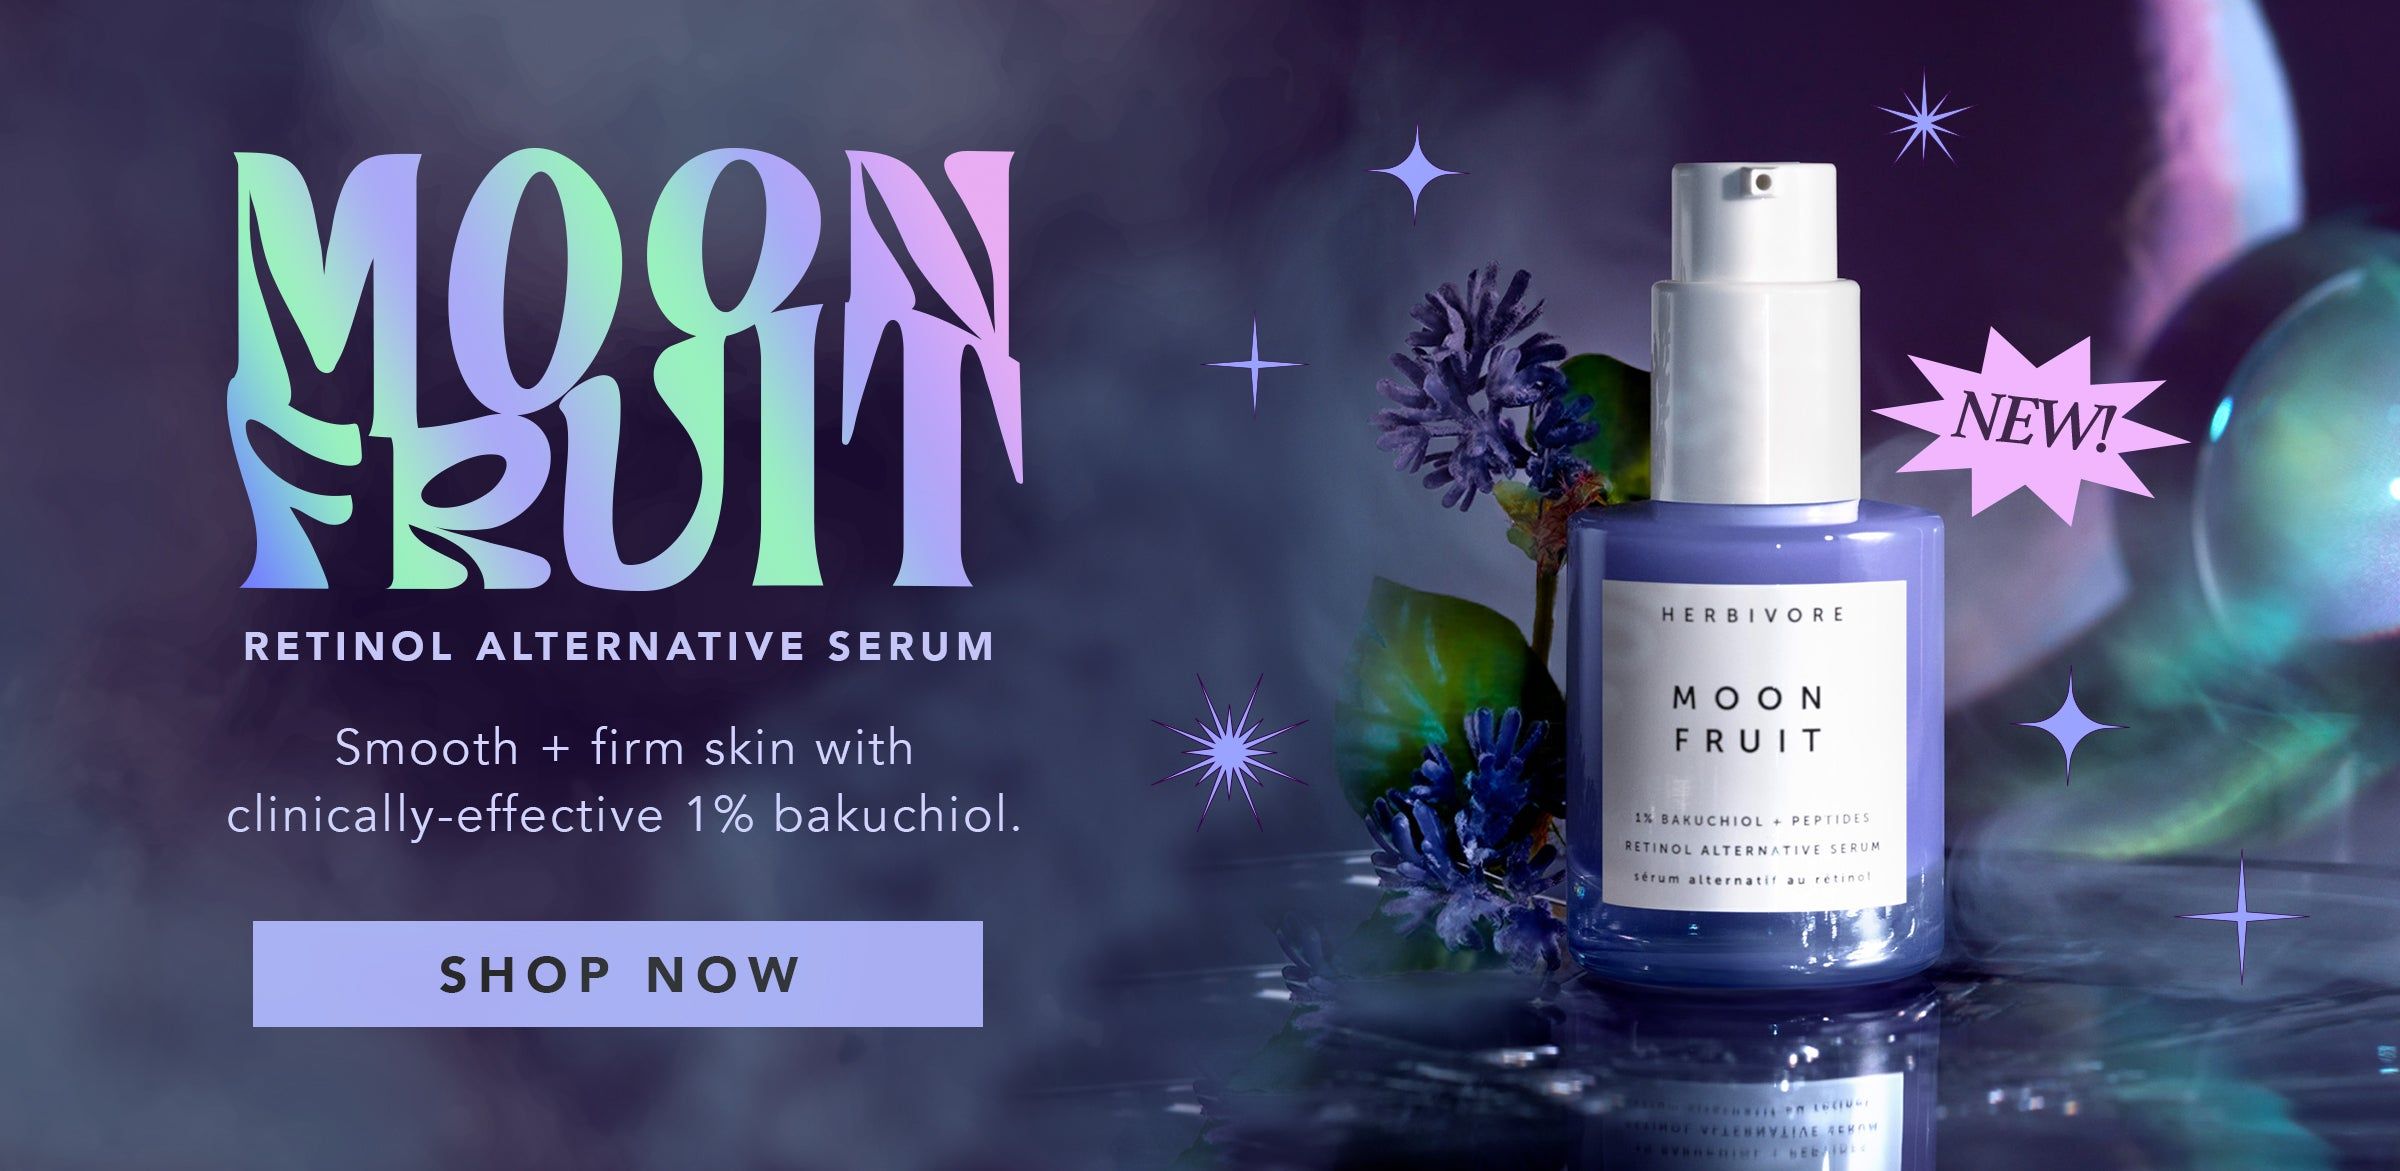 MOON
FRUIT
RETINOL ALTERNATIVE SERUM
Smooth + firm skin with
clinically-effective 1% bakuchiol.
SHOP NOW
NEW!
HERBIVORE
MOON
FRUIT
1% BAKUCHIOL + PEPTIDES
RETINOL ALTERNATIVE SERUM
sérum alternatif au rétinol